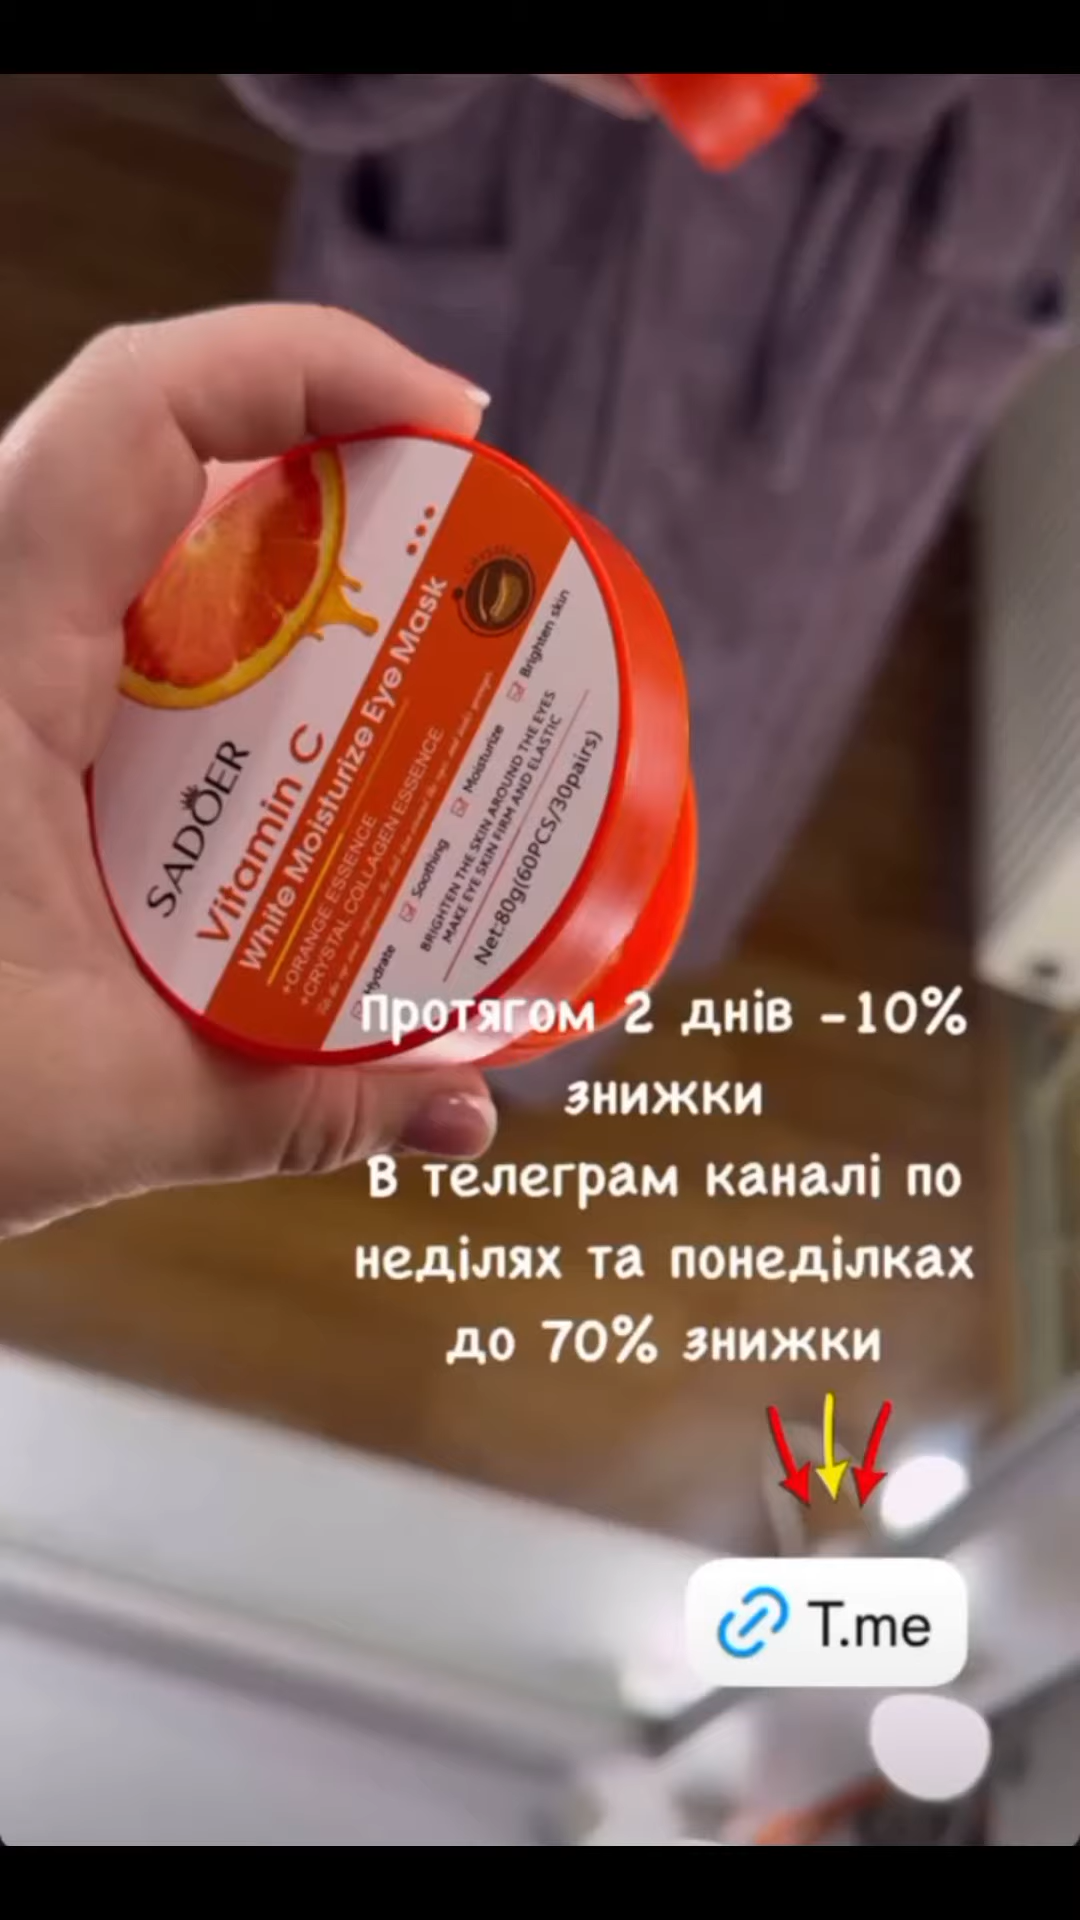 SADOER
Vitamin C
White Moisturize Eye Mask
+ORANGE ESSENCE
+CRYSTAL COLLAGEN ESSENCE
Hydrate Soothing Moisturize Brighten skin
BRIGHTEN THE SKIN AROUND THE EYES
MAKE EYE SKIN FIRM AND ELASTIC
Net:80g(60PCS/30pairs)
Протягом 2 днів -10%
знижки
В телеграм каналі по
неділях та понеділках
до 70% знижки
T.me